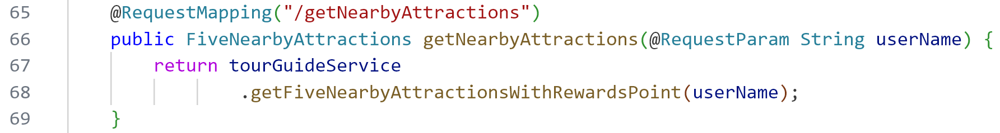 65 @RequestMapping("/getNearbyAttractions")
66 public FiveNearbyAttractions getNearbyAttractions(@RequestParam String userName) {
67 return tourGuideService
68 .getFiveNearbyAttractionsWithRewardsPoint(userName);
69 }